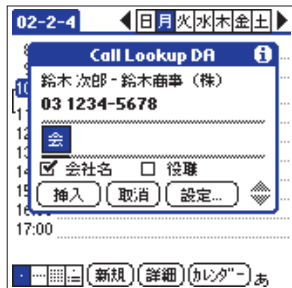 02-2-4 日 月 火 水 木 金 土
Call Lookup DA
鈴木 次郎 - 鈴木商事 (株)
03 1234-5678
会
会社名 役職
挿入 取消 設定...
17:00
新規 詳細 カレンダー あ